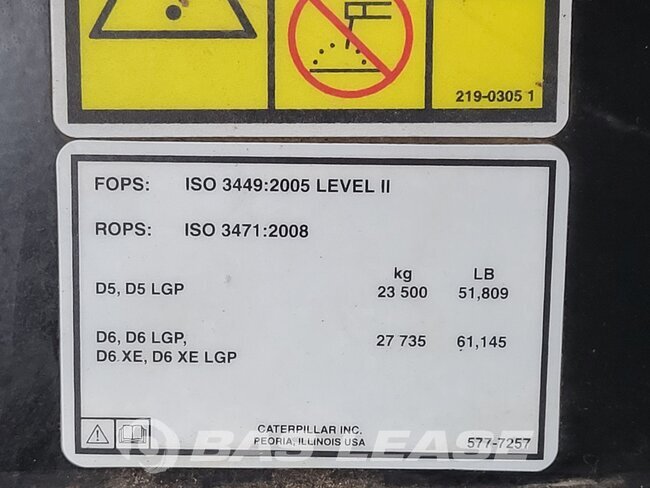 219-0305 1
FOPS: ISO 3449:2005 LEVEL II
ROPS: ISO 3471:2008
kg LB
D5, D5 LGP 23 500 51,809
D6, D6 LGP, 27 735 61,145
D6 XE, D6 XE LGP
CATERPILLAR INC.
PEORIA, ILLINOIS USA
577-7257
BAS LEASE